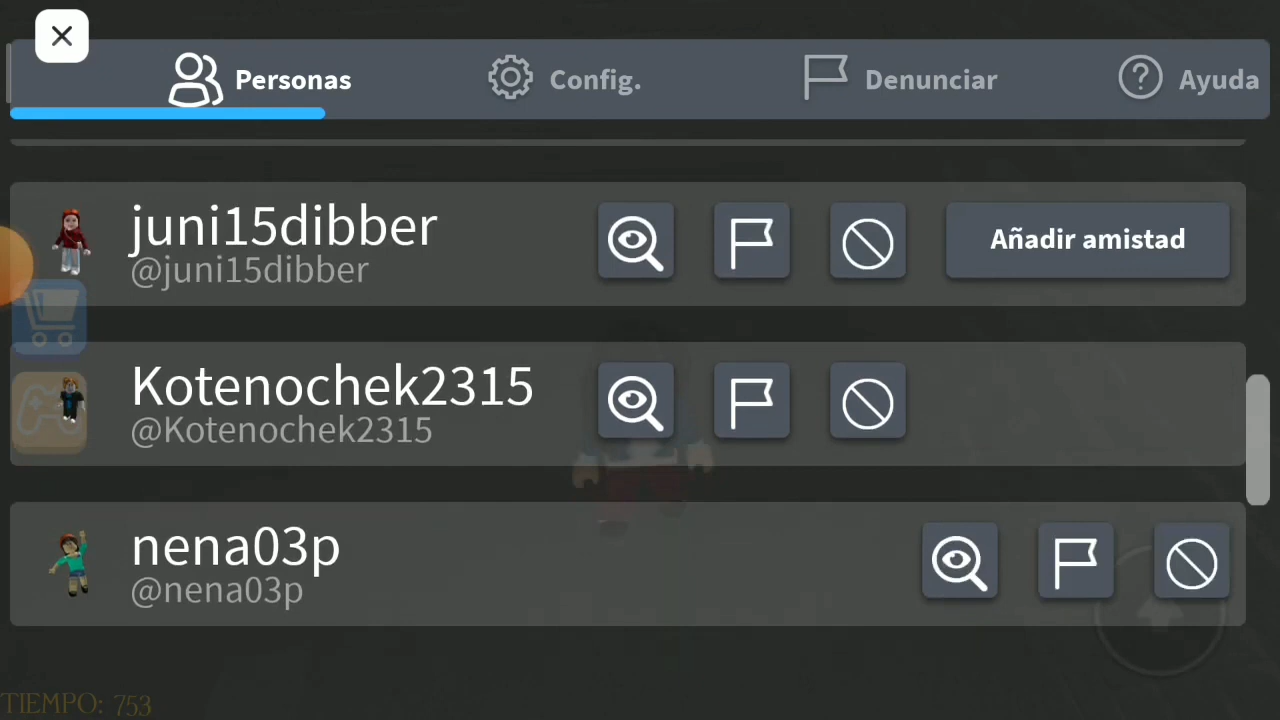 Personas
Config.
Denunciar
Ayuda
juni15dibber
@juni15dibber
Añadir amistad
Kotenochek2315
@Kotenochek2315
nena03p
@nena03p
TIEMPO: 753